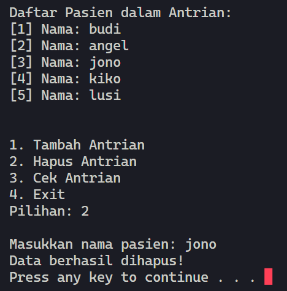 Daftar Pasien dalam Antrian:
[1] Nama: budi
[2] Nama: angel
[3] Nama: jono
[4] Nama: kiko
[5] Nama: lusi
1. Tambah Antrian
2. Hapus Antrian
3. Cek Antrian
4. Exit
Pilihan: 2
Masukkan nama pasien: jono
Data berhasil dihapus!
Press any key to continue . . .